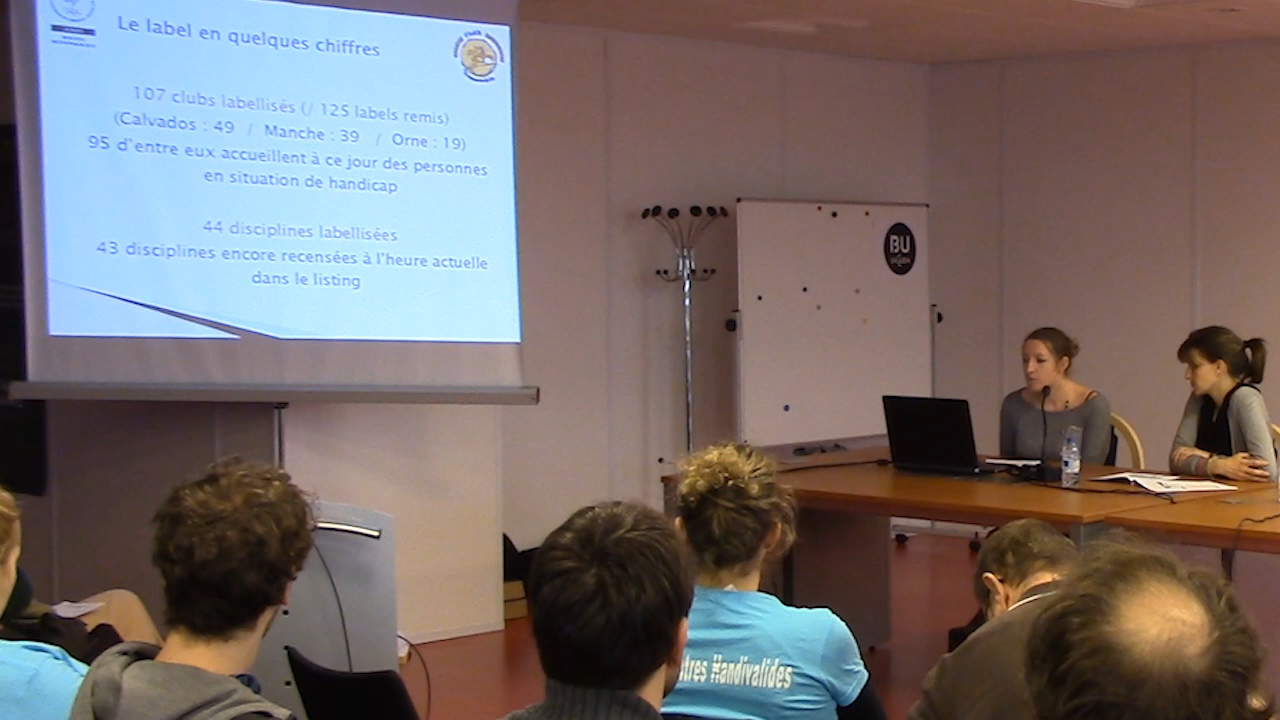 Le label en quelques chiffres
107 clubs labellisés (/ 125 labels remis)
(Calvados : 49 / Manche : 39 / Orne : 19)
95 d'entre eux accueillent à ce jour des personnes
en situation de handicap
44 disciplines labellisées
43 disciplines encore recensées à l'heure actuelle
dans le listing
BU
#andivalides